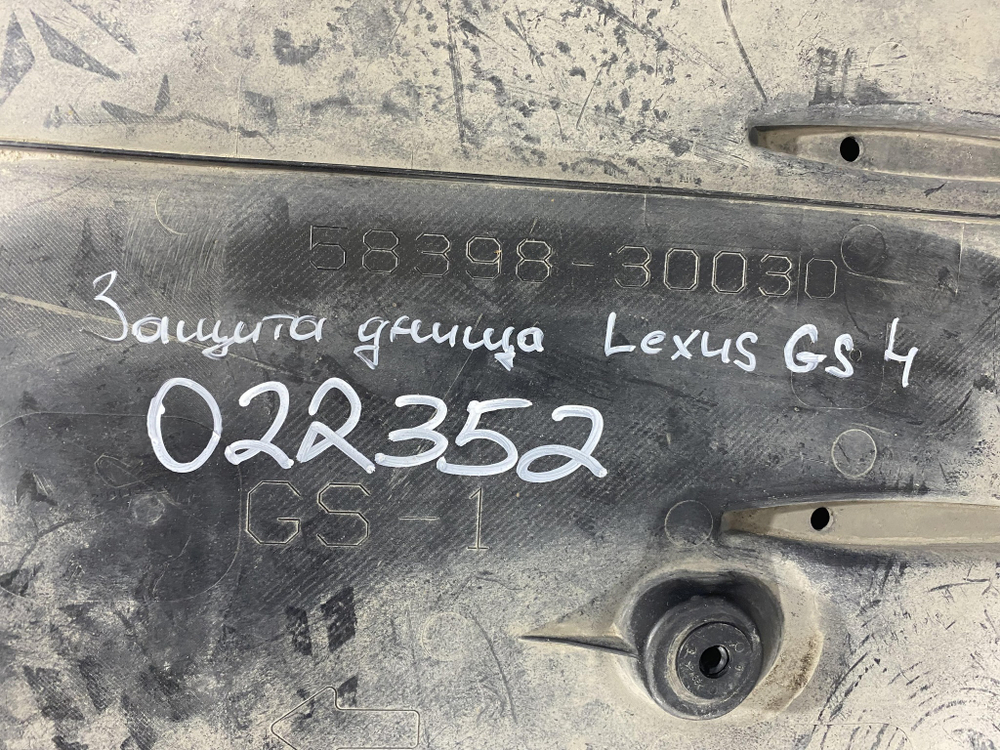 58398-30030
Защита днища Lexus GS 4
022352
GS-1